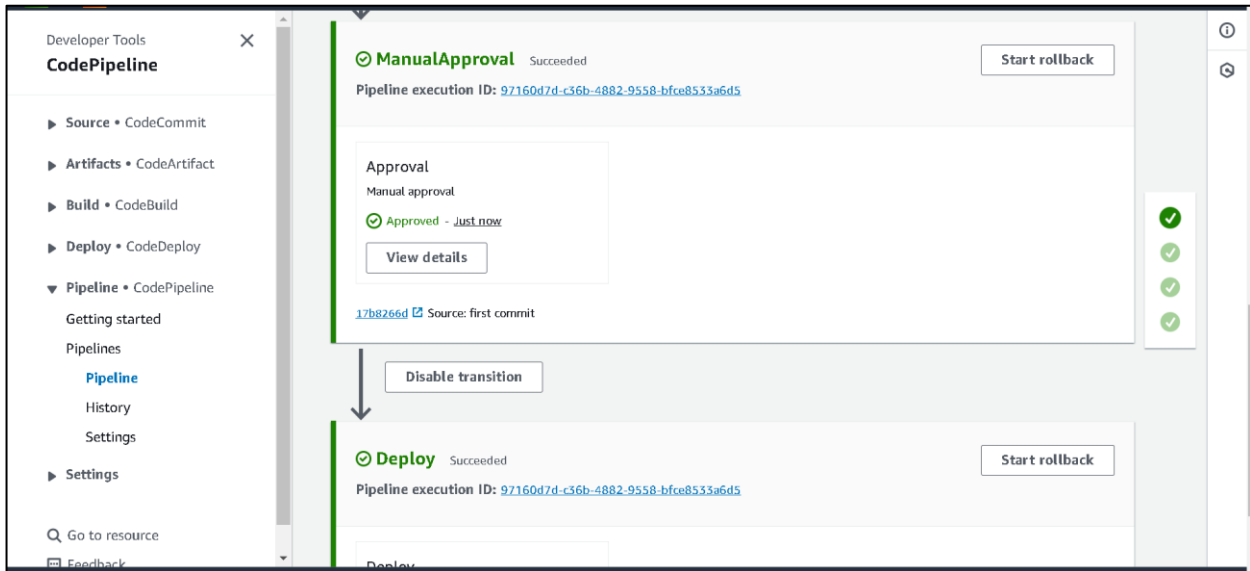 Developer Tools
CodePipeline
Source • CodeCommit
Artifacts • CodeArtifact
Build • CodeBuild
Deploy • CodeDeploy
Pipeline • CodePipeline
Getting started
Pipelines
Pipeline
History
Settings
Settings
Go to resource
Feedback
ManualApproval Succeeded
Start rollback
Pipeline execution ID: 97160d7d-c36b-4882-9558-bfce8533a6d5
Approval
Manual approval
Approved - Just now
View details
17b8266d Source: first commit
Disable transition
Deploy Succeeded
Start rollback
Pipeline execution ID: 97160d7d-c36b-4882-9558-bfce8533a6d5
Deploy